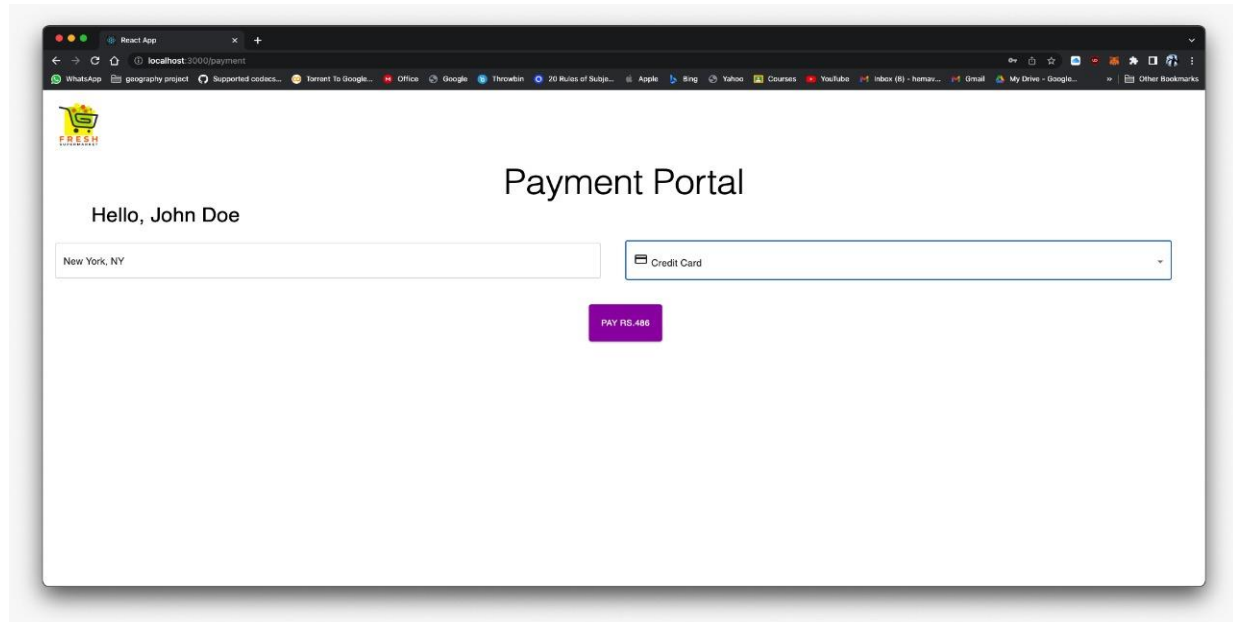 React App
localhost:3000/payment
WhatsApp geography project Supported codecs... Torrent To Google... Office Google Throwbin 20 Rules of Subje... Apple Bing Yahoo Courses YouTube Inbox (8) - hemav... Gmail My Drive - Google... » Other Bookmarks
G
FRESH
SUPERMARKET
Payment Portal
Hello, John Doe
New York, NY
Credit Card
PAY RS.486